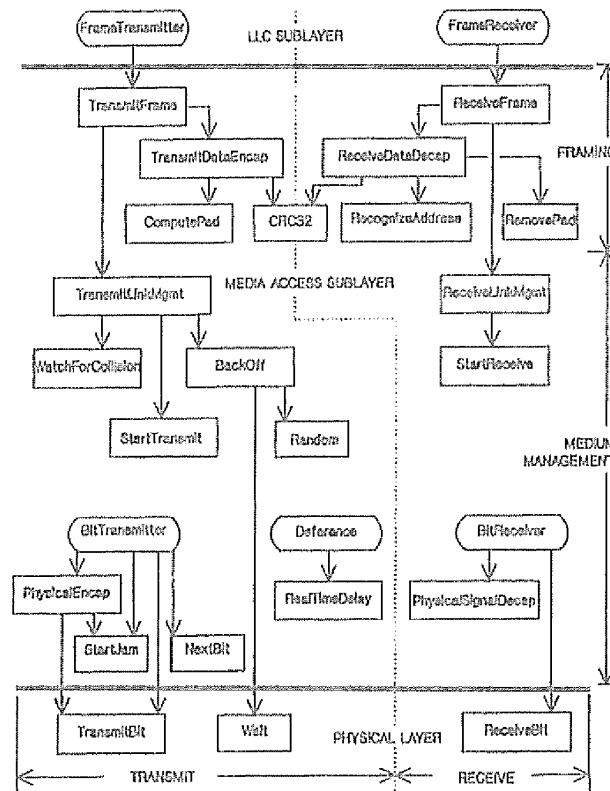 FrameTransmitter
LLC SUBLAYER
FrameReceiver
TransmitFrame
ReceiveFrame
TransmitDataEncap
ReceiveDataDecap
FRAMING
ComputePad
CRC32
RecognizeAddress
RemovePad
TransmitLinkMgmt
MEDIA ACCESS SUBLAYER
ReceiveLinkMgmt
WatchForCollision
BackOff
StartReceive
StartTransmit
Random
MEDIUM
MANAGEMENT
BitTransmitter
Deference
BitReceiver
PhysicalEncap
RealTimeDelay
PhysicalSignalDecap
StartJam
NextBit
TransmitBit
Wait
PHYSICAL LAYER
ReceiveBit
TRANSMIT
RECEIVE